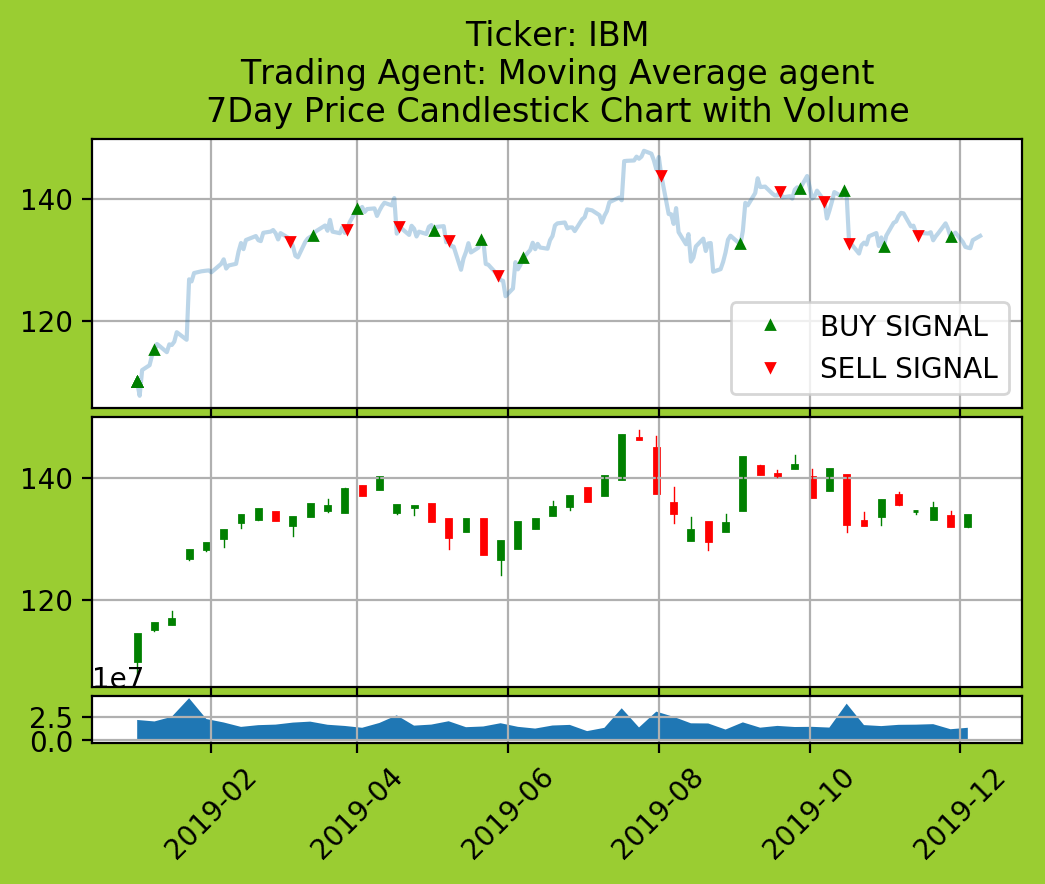 Ticker: IBM
Trading Agent: Moving Average agent
7Day Price Candlestick Chart with Volume
140
120
BUY SIGNAL
SELL SIGNAL
140
120
1e7
2.5
0.0
2019-02
2019-04
2019-06
2019-08
2019-10
2019-12